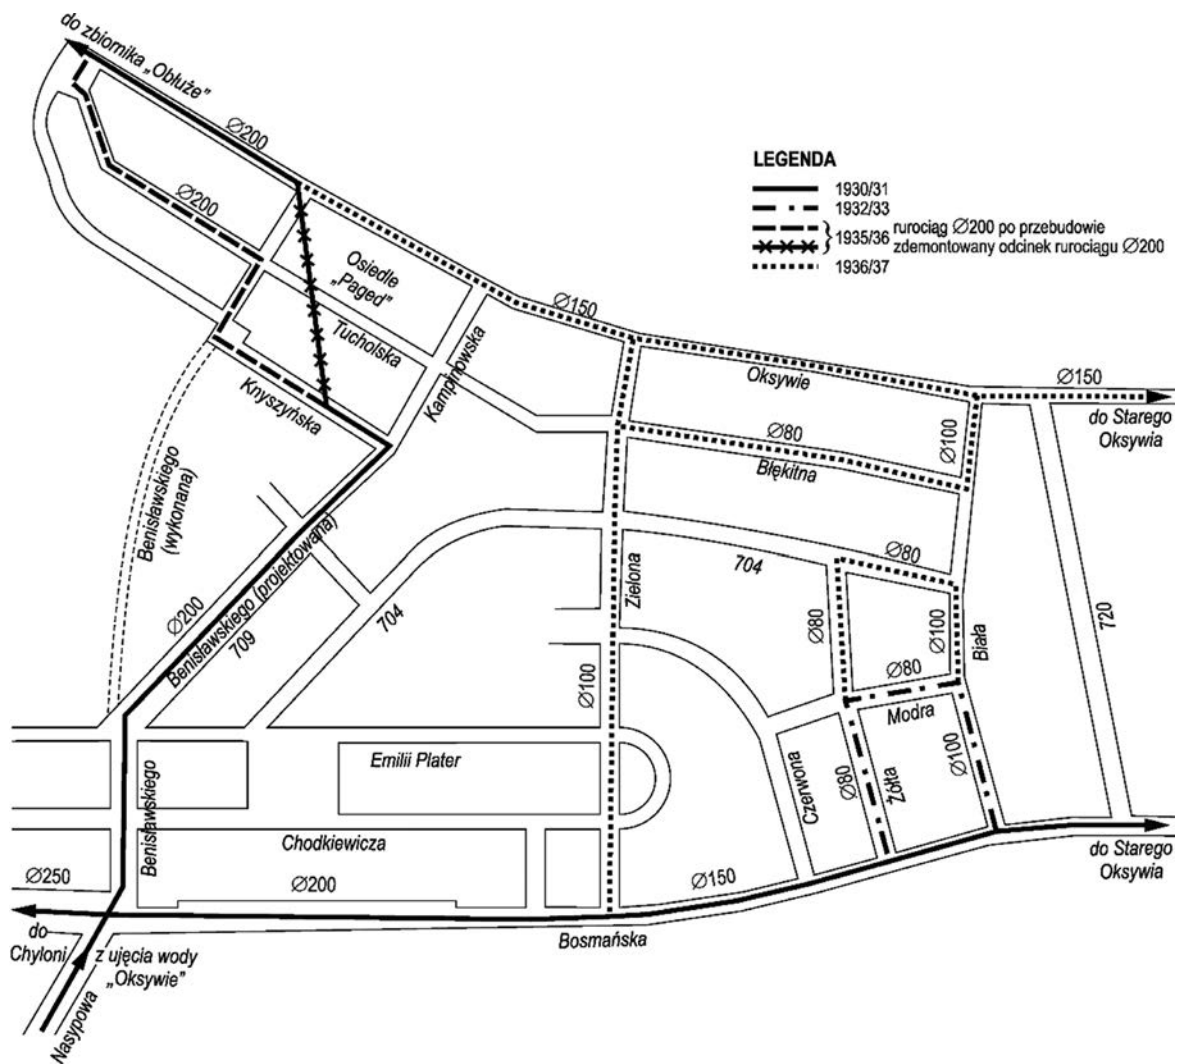 do zbiornika „Obłuże”
Ø200
Ø200
LEGENDA
1930/31
1932/33
1935/36
rurociąg Ø200 po przebudowie
zdemontowany odcinek rurociągu Ø200
1936/37
Osiedle
„Paged”
Ø150
Tucholska
Kampinowska
Knyszyńska
Oksywie
Ø150
do Starego
Oksywia
Ø80
Ø100
Błękitna
Benisławskiego
(wykonana)
Benisławskiego (projektowana)
Ø200
709
704
Zielona
704
Ø80
Ø80
Ø100
Biała
720
Ø80
Modra
Ø100
Emilii Plater
Czerwona
Ø80
Żółta
Ø100
Benisławskiego
Chodkiewicza
Ø250
Ø200
Ø150
do Starego
Oksywia
do
Chyloni
z ujęcia wody
„Oksywie”
Bosmańska
Nasypowa